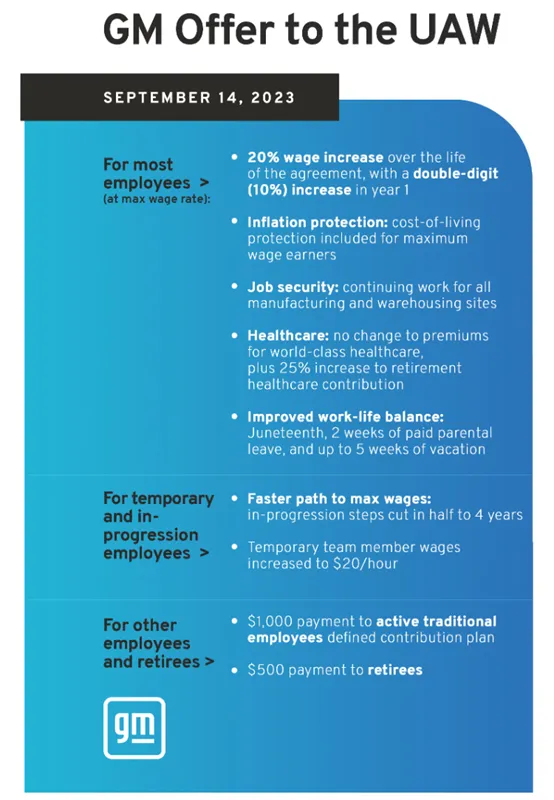 GM Offer to the UAW
SEPTEMBER 14, 2023
For most
employees >
(at max wage rate):
• 20% wage increase over the life
of the agreement, with a double-digit
(10%) increase in year 1
• Inflation protection: cost-of-living
protection included for maximum
wage earners
• Job security: continuing work for all
manufacturing and warehousing sites
• Healthcare: no change to premiums
for world-class healthcare,
plus 25% increase to retirement
healthcare contribution
• Improved work-life balance:
Juneteenth, 2 weeks of paid parental
leave, and up to 5 weeks of vacation
For temporary
and in-
progression
employees >
• Faster path to max wages:
in-progression steps cut in half to 4 years
• Temporary team member wages
increased to $20/hour
For other
employees
and retirees >
• $1,000 payment to active traditional
employees defined contribution plan
• $500 payment to retirees
gm